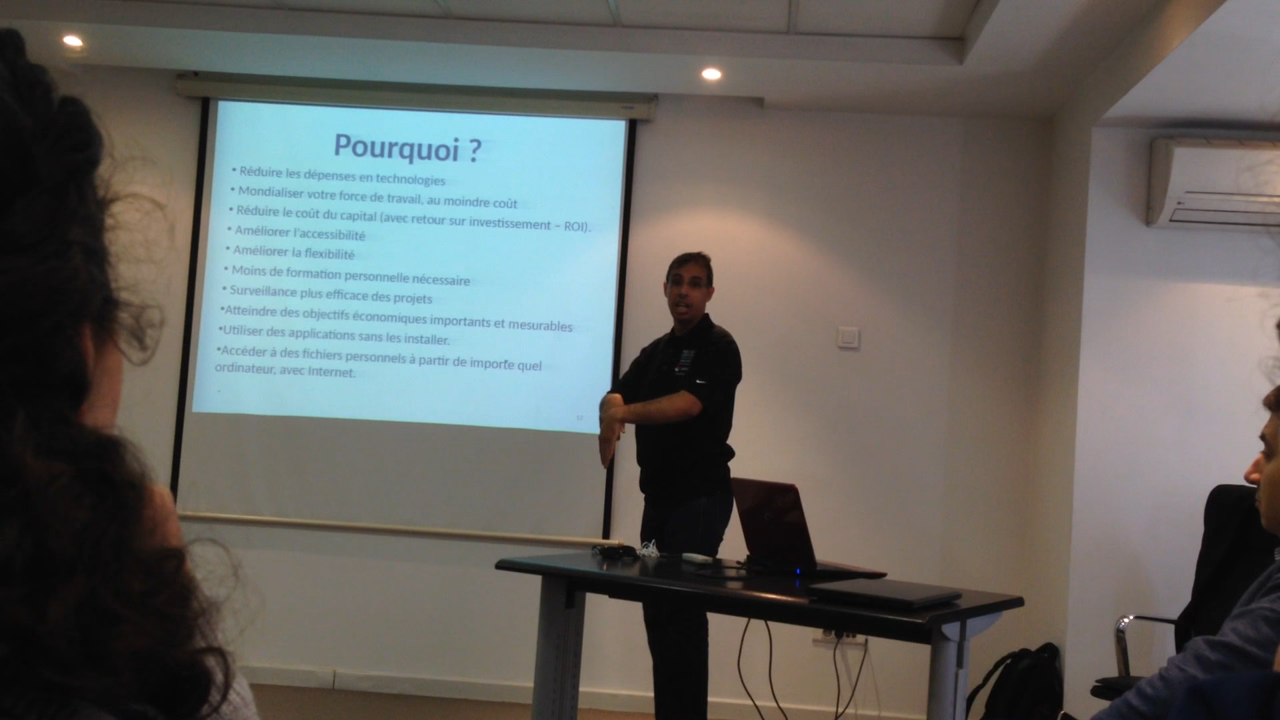 Pourquoi ?
• Réduire les dépenses en technologies
• Mondialiser votre force de travail, au moindre coût
• Réduire le coût du capital (avec retour sur investissement – ROI).
• Améliorer l'accessibilité
• Améliorer la flexibilité
• Moins de formation personnelle nécessaire
• Surveillance plus efficace des projets
•Atteindre des objectifs économiques importants et mesurables
•Utiliser des applications sans les installer.
•Accéder à des fichiers personnels à partir de importe quel
ordinateur, avec Internet.
.